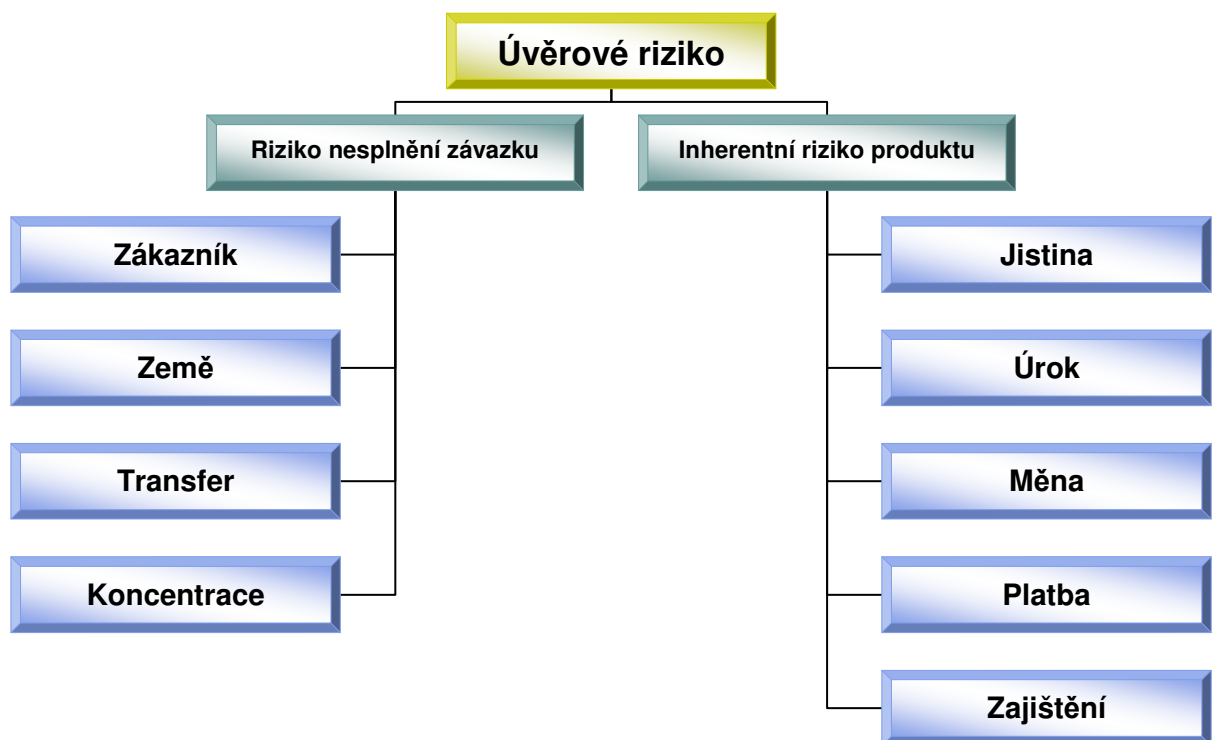 Úvěrové riziko
Riziko nesplnění závazku
Inherentní riziko produktu
Zákazník
Země
Transfer
Koncentrace
Jistina
Úrok
Měna
Platba
Zajištění